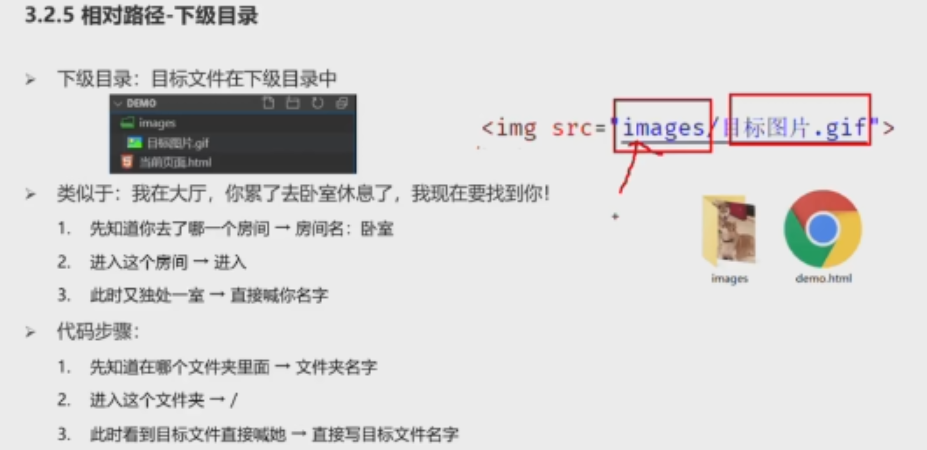 3.2.5 相对路径-下级目录
下级目录：目标文件在下级目录中
DEMO
images
目标图片.gif
当前页面.html
<img src="images/目标图片.gif">
类似于：我在大厅，你累了去卧室休息了，我现在要找到你！
1. 先知道你去了哪一个房间 → 房间名：卧室
2. 进入这个房间 → 进入
3. 此时又独处一室 → 直接喊你名字
images
demo.html
代码步骤：
1. 先知道在哪个文件夹里面 → 文件夹名字
2. 进入这个文件夹 → /
3. 此时看到目标文件直接喊她 → 直接写目标文件名字